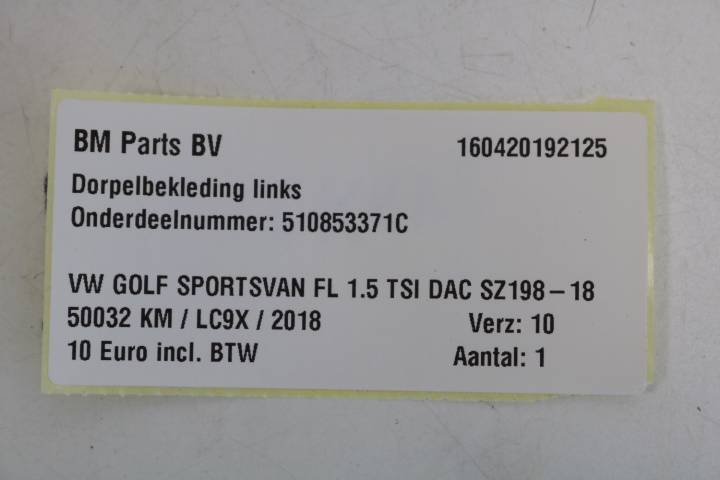 BM Parts BV 160420192125
Dorpelbekleding links
Onderdeelnummer: 510853371C
VW GOLF SPORTSVAN FL 1.5 TSI DAC SZ198-18
50032 KM / LC9X / 2018 Verz: 10
10 Euro incl. BTW Aantal: 1